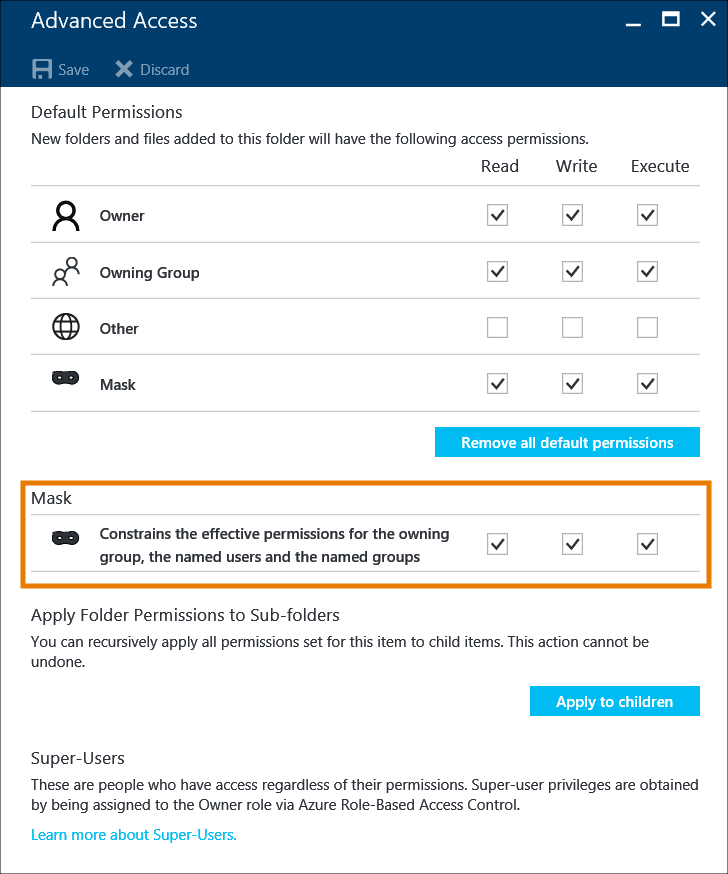 Advanced Access
Save Discard
Default Permissions
New folders and files added to this folder will have the following access permissions.
Read Write Execute
Owner
Owning Group
Other
Mask
Remove all default permissions
Mask
Constrains the effective permissions for the owning
group, the named users and the named groups
Apply Folder Permissions to Sub-folders
You can recursively apply all permissions set for this item to child items. This action cannot be
undone.
Apply to children
Super-Users
These are people who have access regardless of their permissions. Super-user privileges are obtained
by being assigned to the Owner role via Azure Role-Based Access Control.
Learn more about Super-Users.